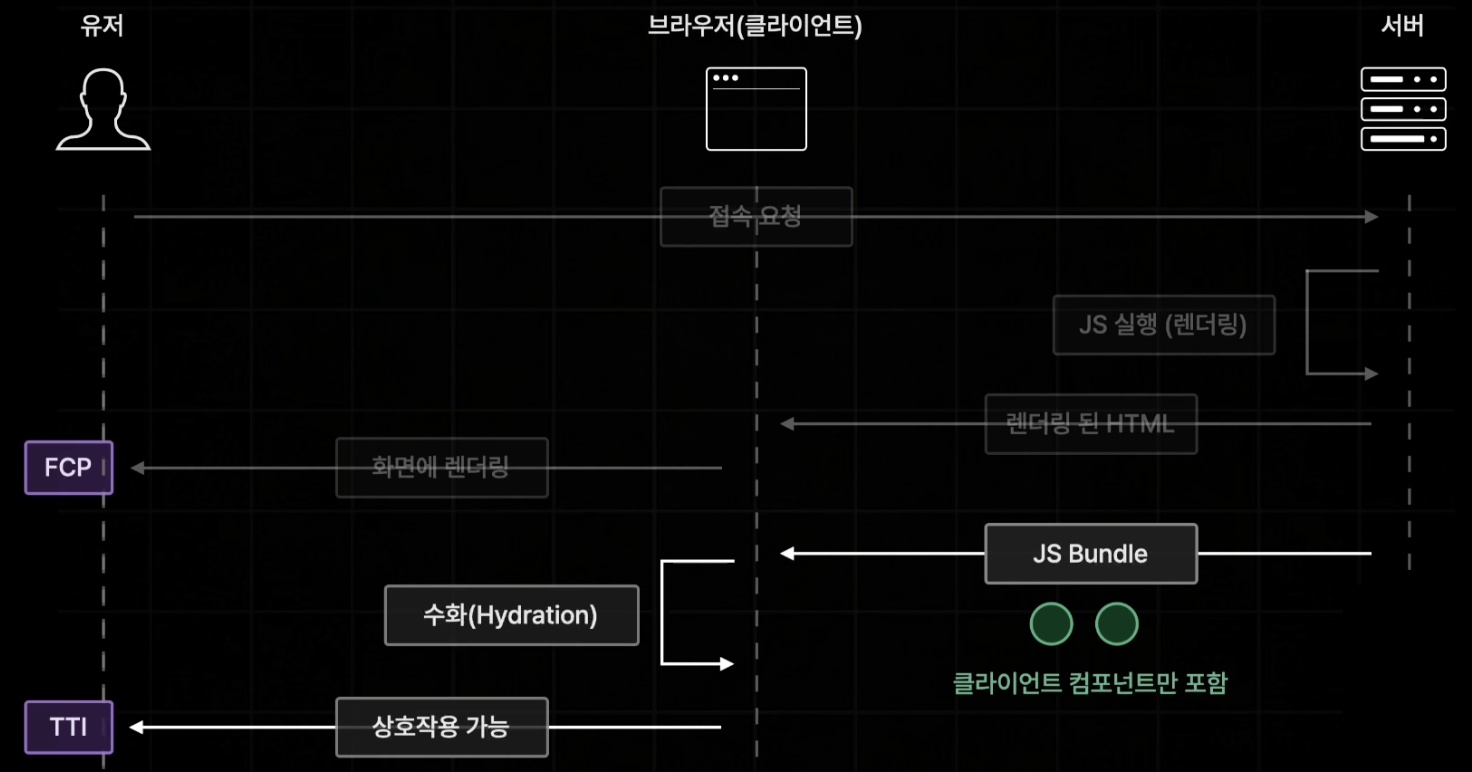 유저
브라우저(클라이언트)
서버
접속 요청
JS 실행 (렌더링)
렌더링 된 HTML
FCP
화면에 렌더링
JS Bundle
수화(Hydration)
클라이언트 컴포넌트만 포함
TTI
상호작용 가능